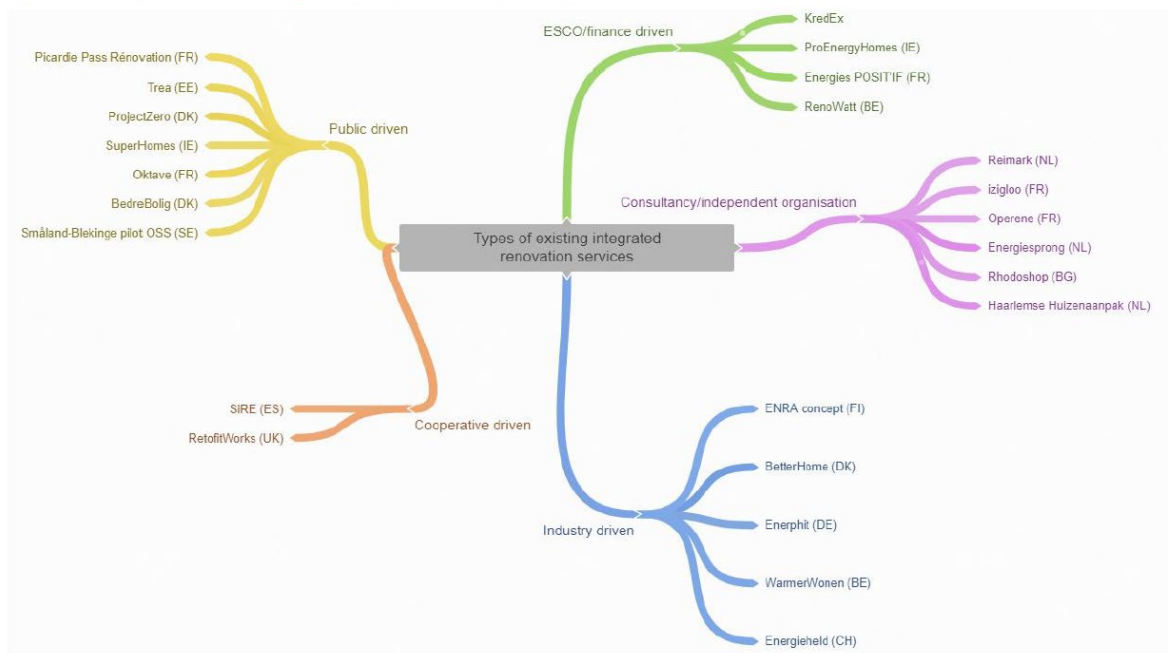 Types of existing integrated
renovation services
Public driven
Picardie Pass Rénovation (FR)
Trea (EE)
ProjectZero (DK)
SuperHomes (IE)
Oktave (FR)
BedreBolig (DK)
Småland-Blekinge pilot OSS (SE)
ESCO/finance driven
KredEx
ProEnergyHomes (IE)
Energies POSIT'IF (FR)
RenoWatt (BE)
Consultancy/independent organisation
Reimark (NL)
izigloo (FR)
Operene (FR)
Energiesprong (NL)
Rhodoshop (BG)
Haarlemse Huizenaanpak (NL)
Cooperative driven
SIRE (ES)
RetofitWorks (UK)
Industry driven
ENRA concept (FI)
BetterHome (DK)
Enerphit (DE)
WarmerWonen (BE)
Energieheld (CH)